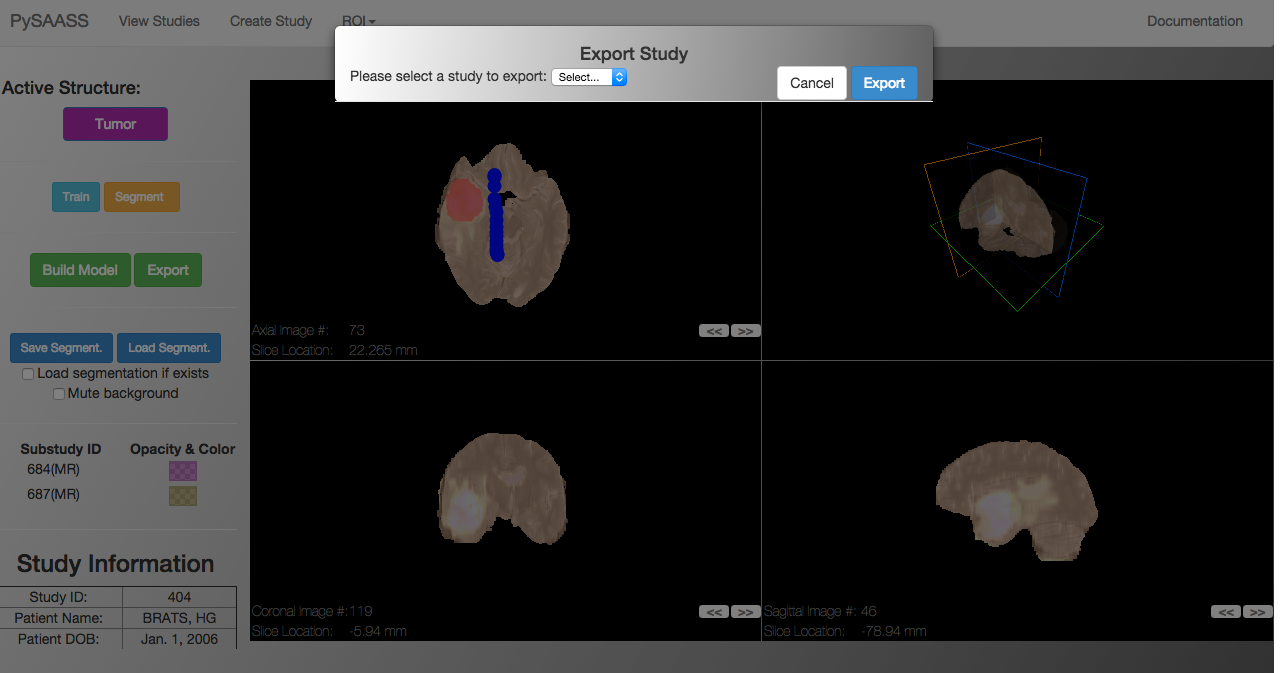 PySAASS View Studies Create Study ROI Documentation
Export Study
Please select a study to export: Select...
Cancel Export
Active Structure:
Tumor
Train Segment
Build Model Export
Save Segment. Load Segment.
Load segmentation if exists
Mute background
Substudy ID Opacity & Color
684(MR)
687(MR)
Study Information
Study ID: 404
Patient Name: BRATS, HG
Patient DOB: Jan. 1, 2006
Axial Image #: 73
Slice Location: 22.265 mm
<< >>
Coronal Image #: 119
Slice Location: -5.94 mm
<< >>
Sagittal Image #: 46
Slice Location: -78.94 mm
<< >>